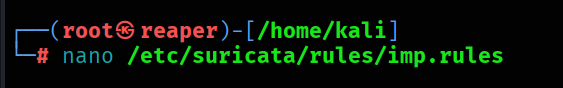 ┌──(root㉿reaper)-[/home/kali]
└─# nano /etc/suricata/rules/imp.rules